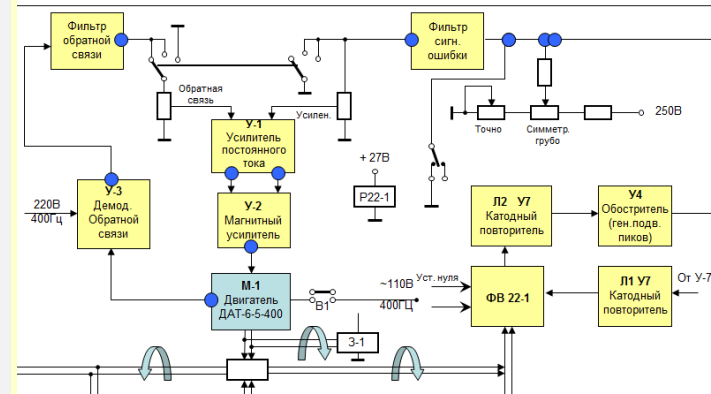 Фильтр
обратной
связи
Фильтр
сигн.
ошибки
Обратная
связь
Усилен.
250В
Точно
Симметр.
грубо
У-1
Усилитель
постоянного
тока
+ 27В
Р22-1
У-3
Демод.
Обратной
связи
220В
400Гц
У-2
Магнитный
усилитель
Л2 У7
Катодный
повторитель
У4
Обостритель
(ген.подв.
пиков)
М-1
Двигатель
ДАТ-6-5-400
В1
~110В
400ГЦ
Уст. нуля
ФВ 22-1
Л1 У7
Катодный
повторитель
От У-7
З-1